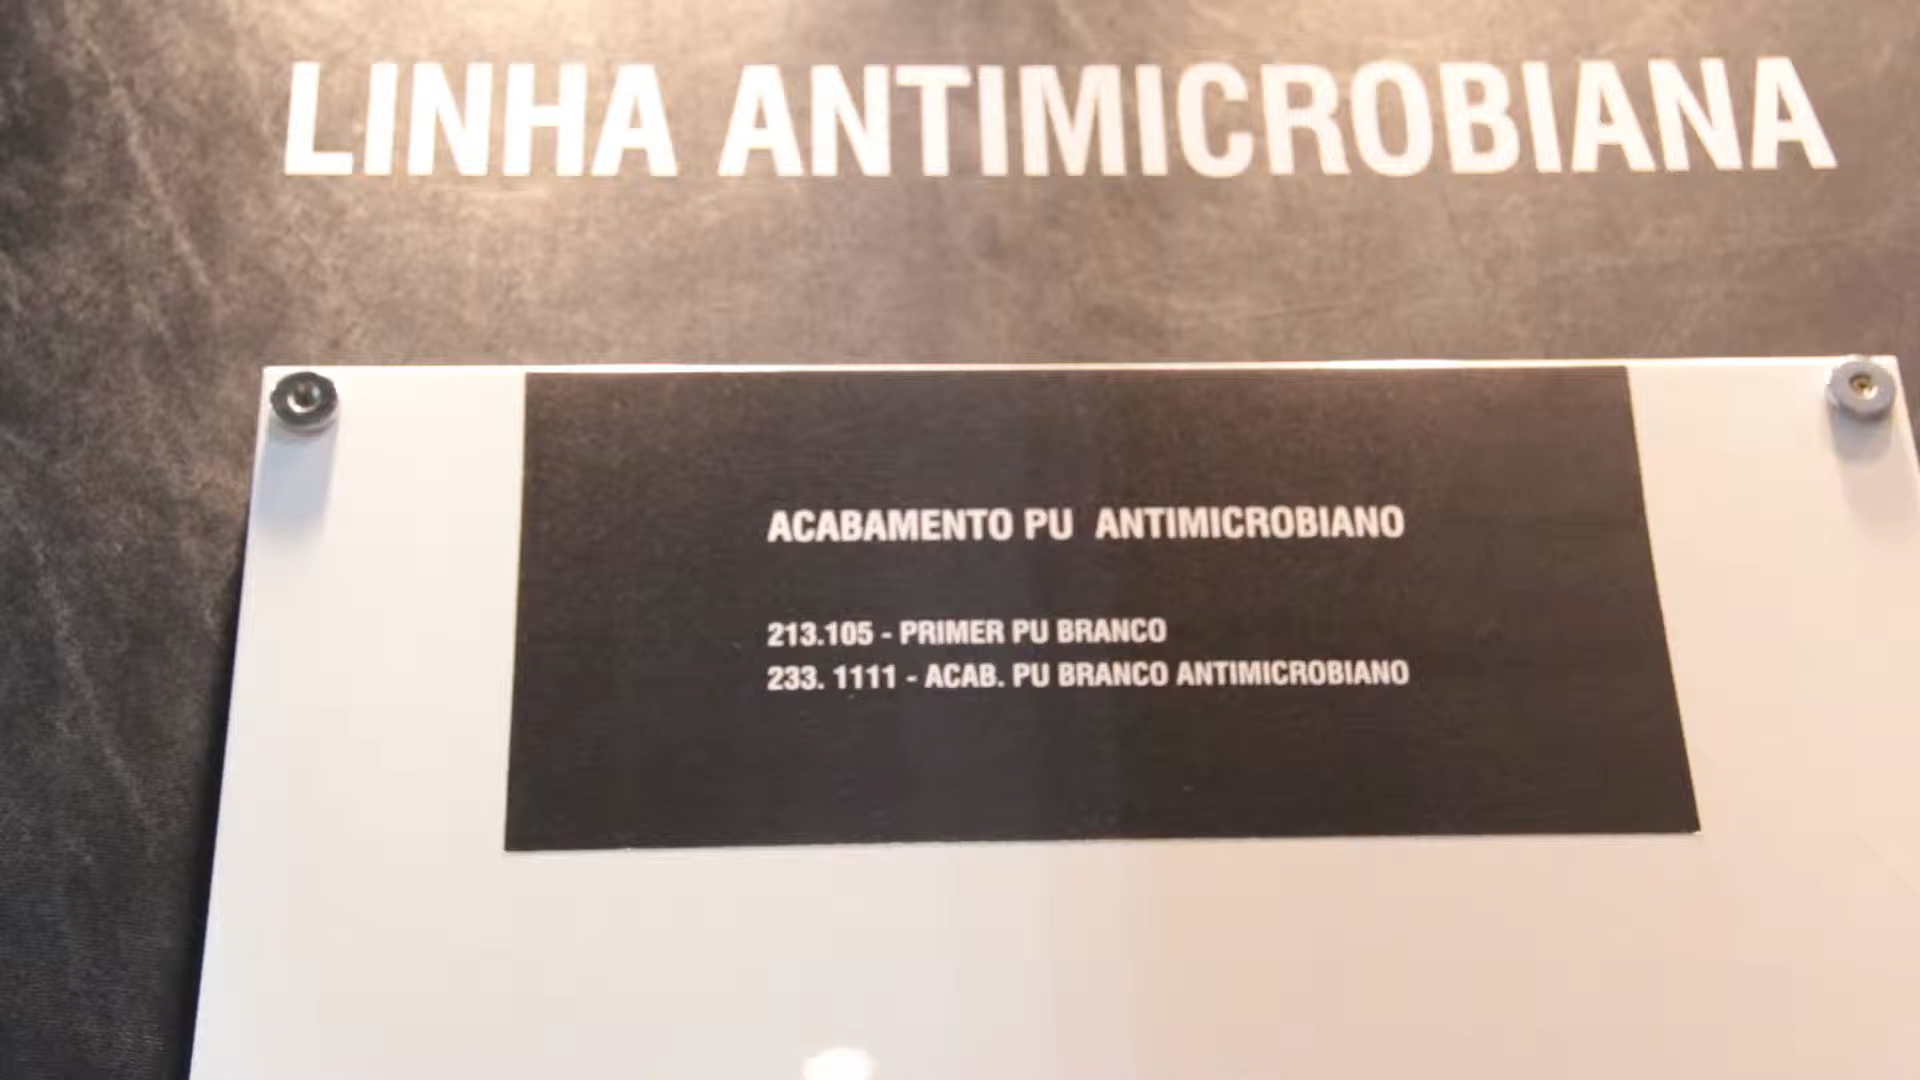 LINHA ANTIMICROBIANA
ACABAMENTO PU ANTIMICROBIANO
213.105 - PRIMER PU BRANCO
233. 1111 - ACAB. PU BRANCO ANTIMICROBIANO